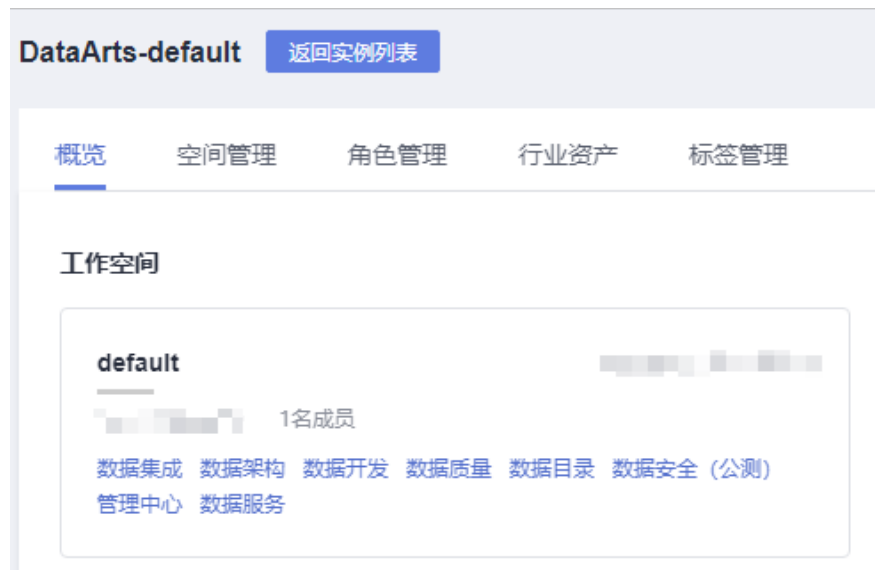 DataArts-default 返回实例列表
概览 空间管理 角色管理 行业资产 标签管理
工作空间
default
1名成员
数据集成 数据架构 数据开发 数据质量 数据目录 数据安全（公测）
管理中心 数据服务